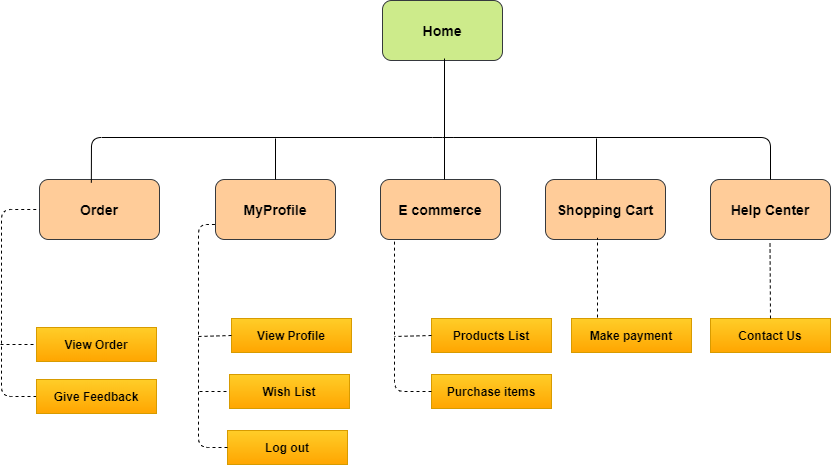 Home
Order
MyProfile
E commerce
Shopping Cart
Help Center
View Order
View Profile
Products List
Make payment
Contact Us
Give Feedback
Wish List
Purchase items
Log out